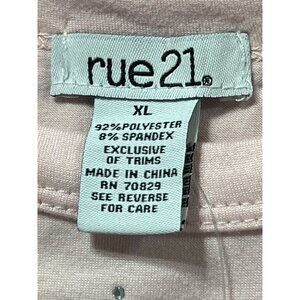 rue21®
XL
92% POLYESTER
8% SPANDEX
EXCLUSIVE
OF TRIMS
MADE IN CHINA
RN 70829
SEE REVERSE
FOR CARE